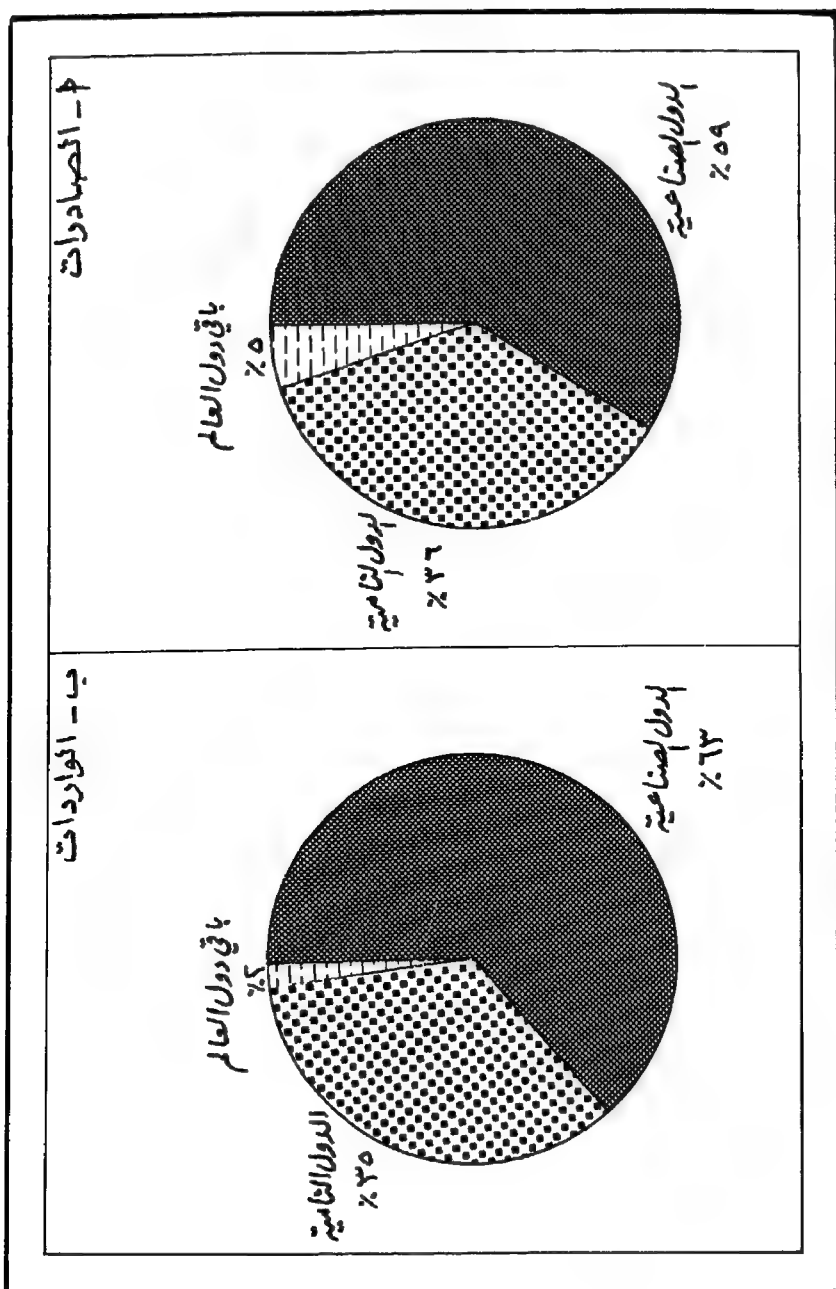 أ - الصادرات
الدول الصناعية
٥٩٪
باقي دول العالم
٥٪
الدول النامية
٣٦٪
ب - الواردات
الدول الصناعية
٦٣٪
باقي دول العالم
٢٪
الدول النامية
٣٥٪